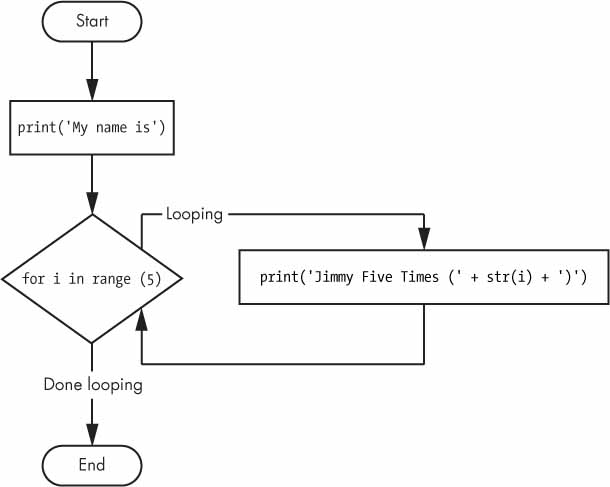 Start
print('My name is')
Looping
for i in range (5)
print('Jimmy Five Times (' + str(i) + ')')
Done looping
End